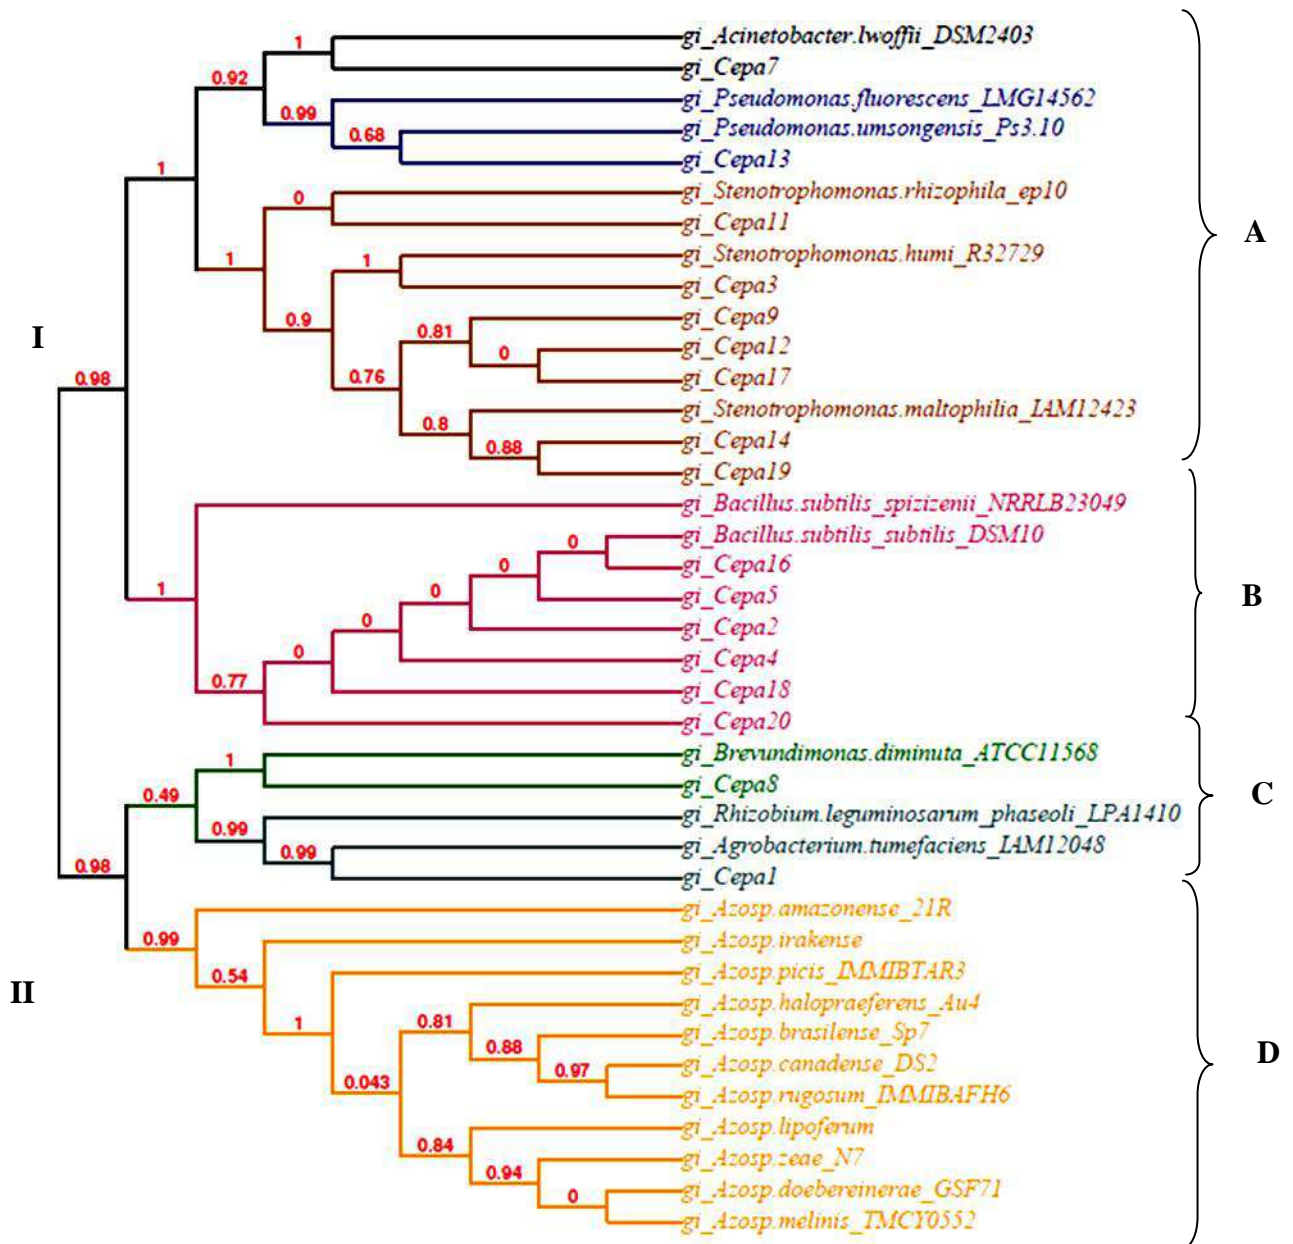 1
gi_Acinetobacter.lwoffii_DSM2403
gi_Cepa7
0.92
gi_Pseudomonas.fluorescens_LMG14562
0.99
gi_Pseudomonas.umsongensis_Ps3.10
0.68
gi_Cepa13
1
gi_Stenotrophomonas.rhizophila_ep10
0
gi_Cepa11
A
1
gi_Stenotrophomonas.humi_R32729
1
gi_Cepa3
0.9
gi_Cepa9
0.81
I
gi_Cepa12
0
gi_Cepa17
0.98
0.76
gi_Stenotrophomonas.maltophilia_IAM12423
0.8
gi_Cepa14
0.88
gi_Cepa19
gi_Bacillus.subtilis_spizizenii_NRRLB23049
gi_Bacillus.subtilis_subtilis_DSM10
0
gi_Cepa16
0
1
gi_Cepa5
B
0
gi_Cepa2
0
gi_Cepa4
0
0.77
gi_Cepa18
gi_Cepa20
gi_Brevundimonas.diminuta_ATCC11568
1
gi_Cepa8
0.49
C
gi_Rhizobium.leguminosarum_phaseoli_LPA1410
0.99
gi_Agrobacterium.tumefaciens_IAM12048
0.99
0.98
gi_Cepa1
gi_Azosp.amazonense_21R
0.99
gi_Azosp.irakense
0.54
gi_Azosp.picis_IMMIBTAR3
II
gi_Azosp.halopraeferens_Au4
1
0.81
gi_Azosp.brasilense_Sp7
0.88
D
gi_Azosp.canadense_DS2
0.97
0.043
gi_Azosp.rugosum_IMMIBAFH6
gi_Azosp.lipoferum
0.84
gi_Azosp.zeae_N7
0.94
gi_Azosp.doebereinerae_GSF71
0
gi_Azosp.melinis_TMCY0552